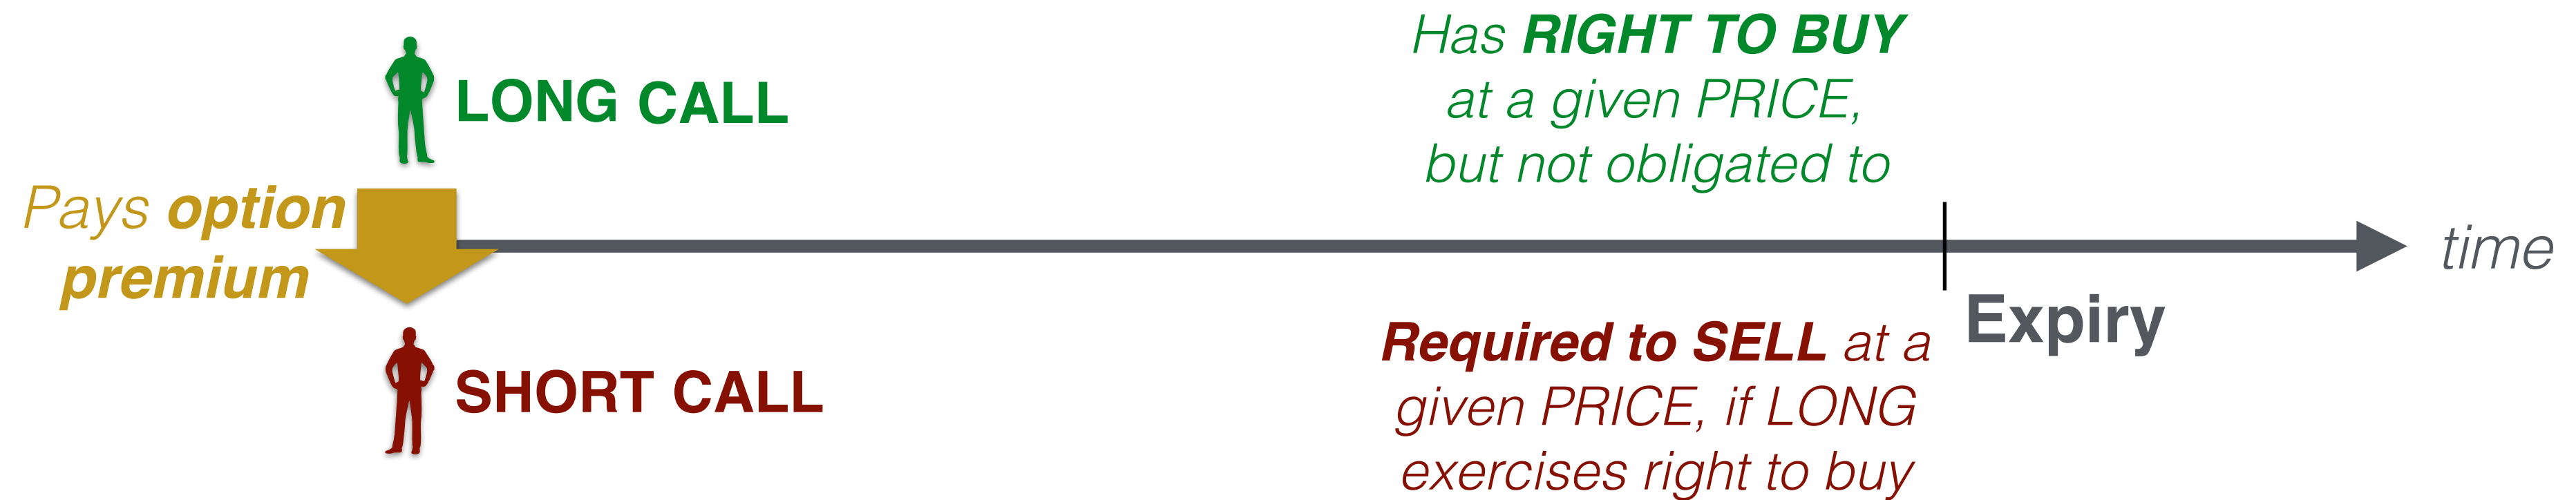 LONG CALL
Pays option
premium
SHORT CALL
Has RIGHT TO BUY
at a given PRICE,
but not obligated to
Required to SELL at a
given PRICE, if LONG
exercises right to buy
Expiry
time